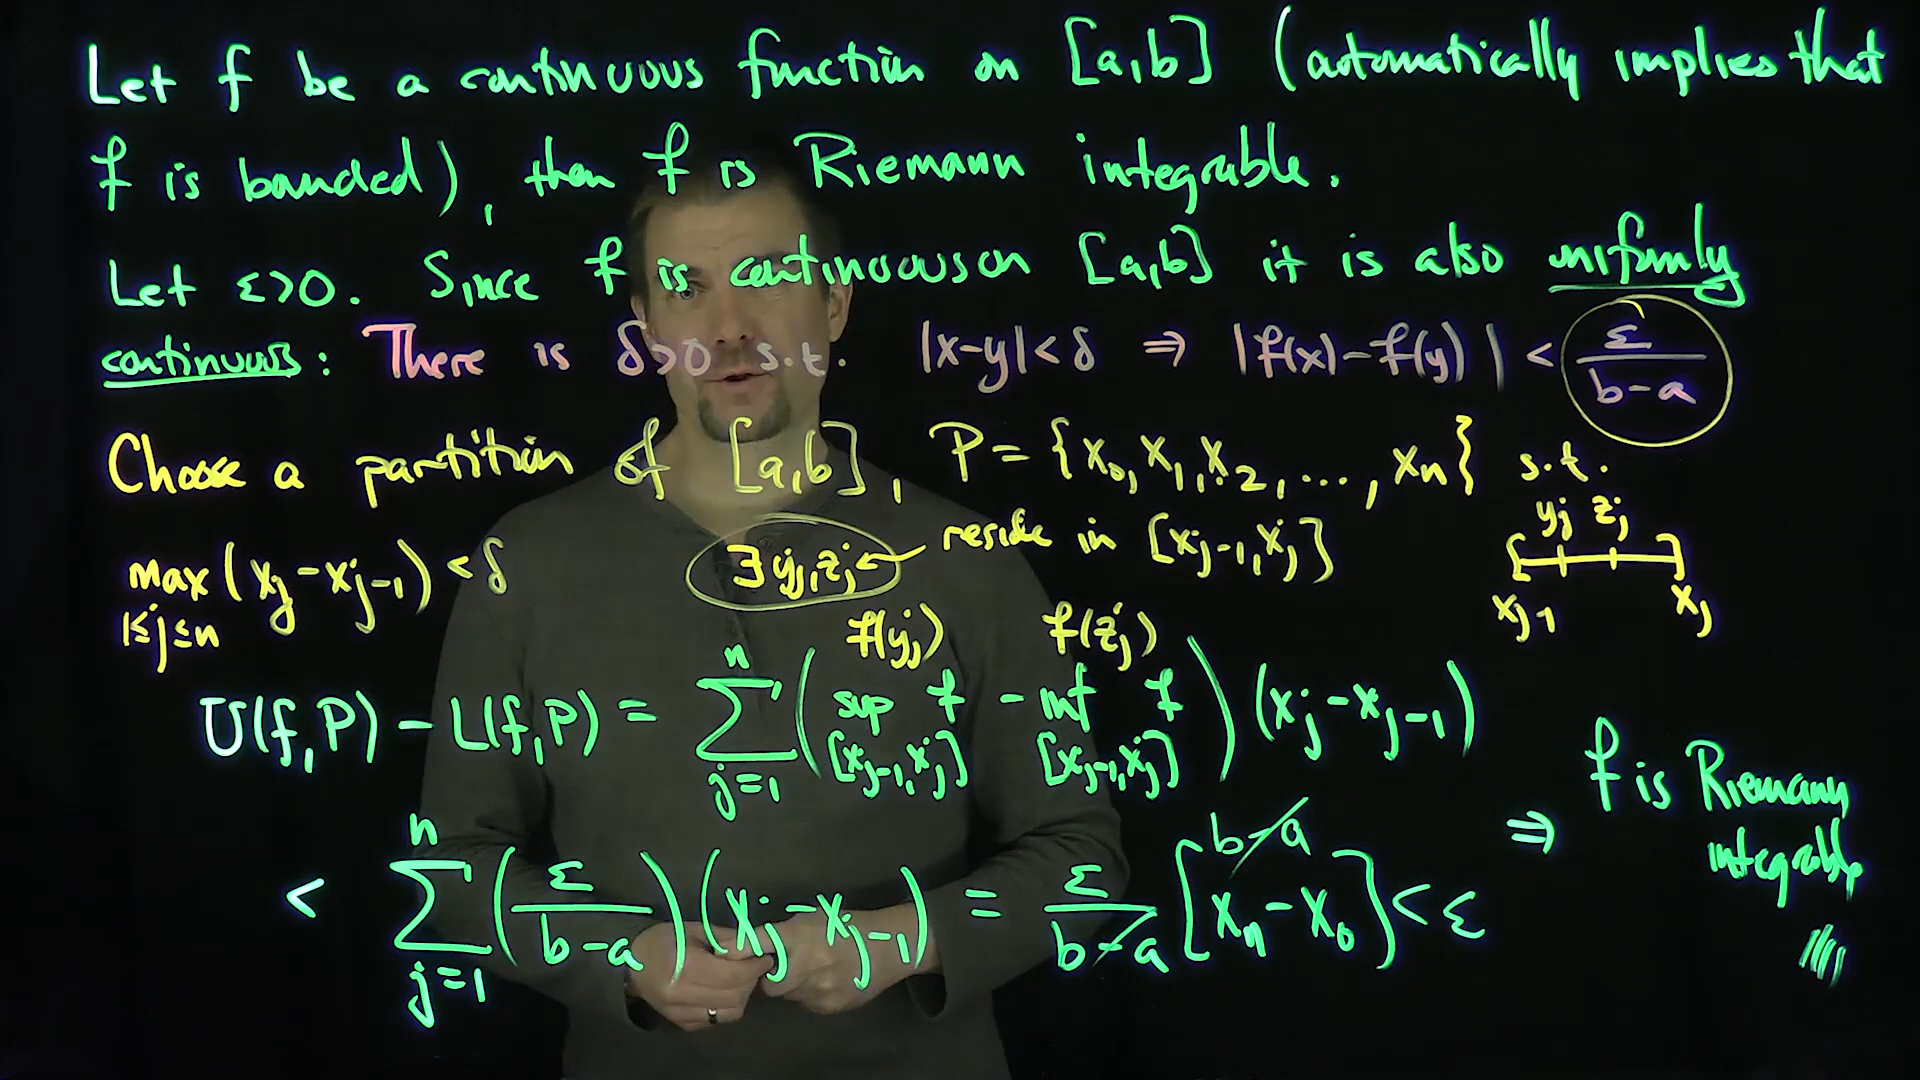 Let f be a continuous function on [a,b] (automatically implies that
f is bounded), then f is Riemann integrable.
Let ε>0. Since f is continuous on [a,b] it is also uniformly
continuous: There is δ>0 s.t. |x-y|<δ ⇒ |f(x)-f(y)| < ε/(b-a)
Choose a partition of [a,b], P = {x₀, x₁, x₂, ..., xₙ} s.t.
max (xⱼ - xⱼ₋₁) < δ
1≤j≤n
∃ yⱼ, zⱼ ← reside in [xⱼ₋₁, xⱼ]
yⱼ zⱼ
xⱼ₋₁ xⱼ
f(yⱼ) f(zⱼ)
U(f,P) - L(f,P) = ∑ⱼ₌₁ⁿ ( sup f [xⱼ₋₁,xⱼ] - inf f [xⱼ₋₁,xⱼ] ) (xⱼ - xⱼ₋₁)
< ∑ⱼ₌₁ⁿ (ε/(b-a)) (xⱼ - xⱼ₋₁) = ε/(b-a) [xₙ - x₀] < ε
b-a
⇒ f is Riemann
integrable